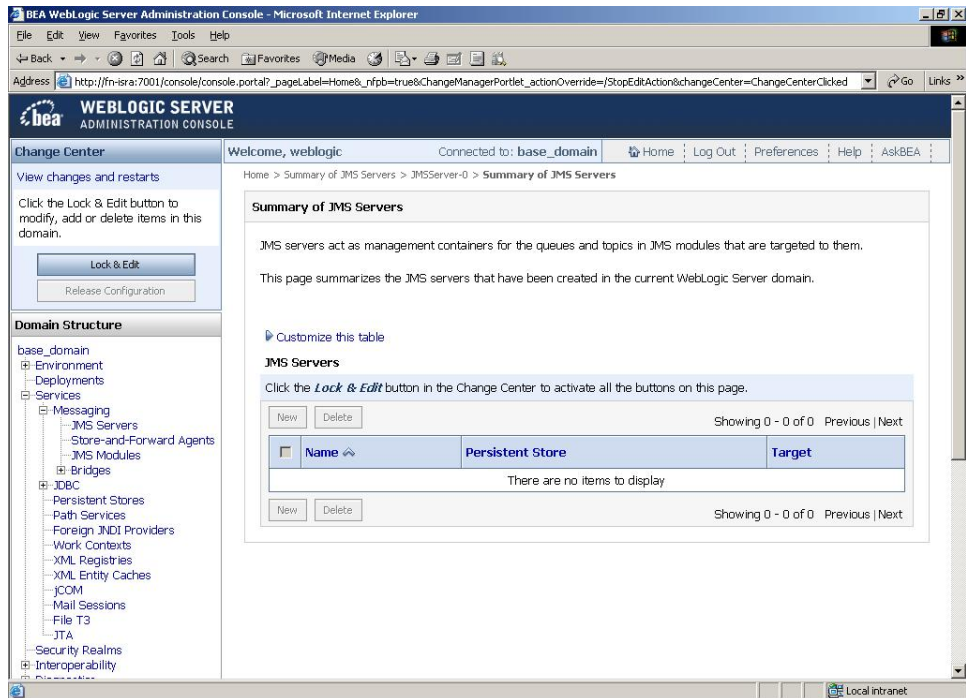 BEA WebLogic Server Administration Console - Microsoft Internet Explorer
File Edit View Favorites Tools Help
Back Search Favorites Media
Address http://fn-isra:7001/console/console.portal?_pageLabel=Home&_nfpb=true&ChangeManagerPortlet_actionOverride=/StopEditAction&changeCenter=ChangeCenterClicked Go Links »
bea WEBLOGIC SERVER
ADMINISTRATION CONSOLE
Change Center
View changes and restarts
Click the Lock & Edit button to
modify, add or delete items in this
domain.
Lock & Edit
Release Configuration
Domain Structure
base_domain
Environment
Deployments
Services
Messaging
JMS Servers
Store-and-Forward Agents
JMS Modules
Bridges
JDBC
Persistent Stores
Path Services
Foreign JNDI Providers
Work Contexts
XML Registries
XML Entity Caches
jCOM
Mail Sessions
File T3
JTA
Security Realms
Interoperability
Diagnostics
Welcome, weblogic Connected to: base_domain Home Log Out Preferences Help AskBEA
Home > Summary of JMS Servers > JMSServer-0 > Summary of JMS Servers
Summary of JMS Servers
JMS servers act as management containers for the queues and topics in JMS modules that are targeted to them.
This page summarizes the JMS servers that have been created in the current WebLogic Server domain.
Customize this table
JMS Servers
Click the Lock & Edit button in the Change Center to activate all the buttons on this page.
New Delete Showing 0 - 0 of 0 Previous | Next
Name Persistent Store Target
There are no items to display
New Delete Showing 0 - 0 of 0 Previous | Next
Local intranet